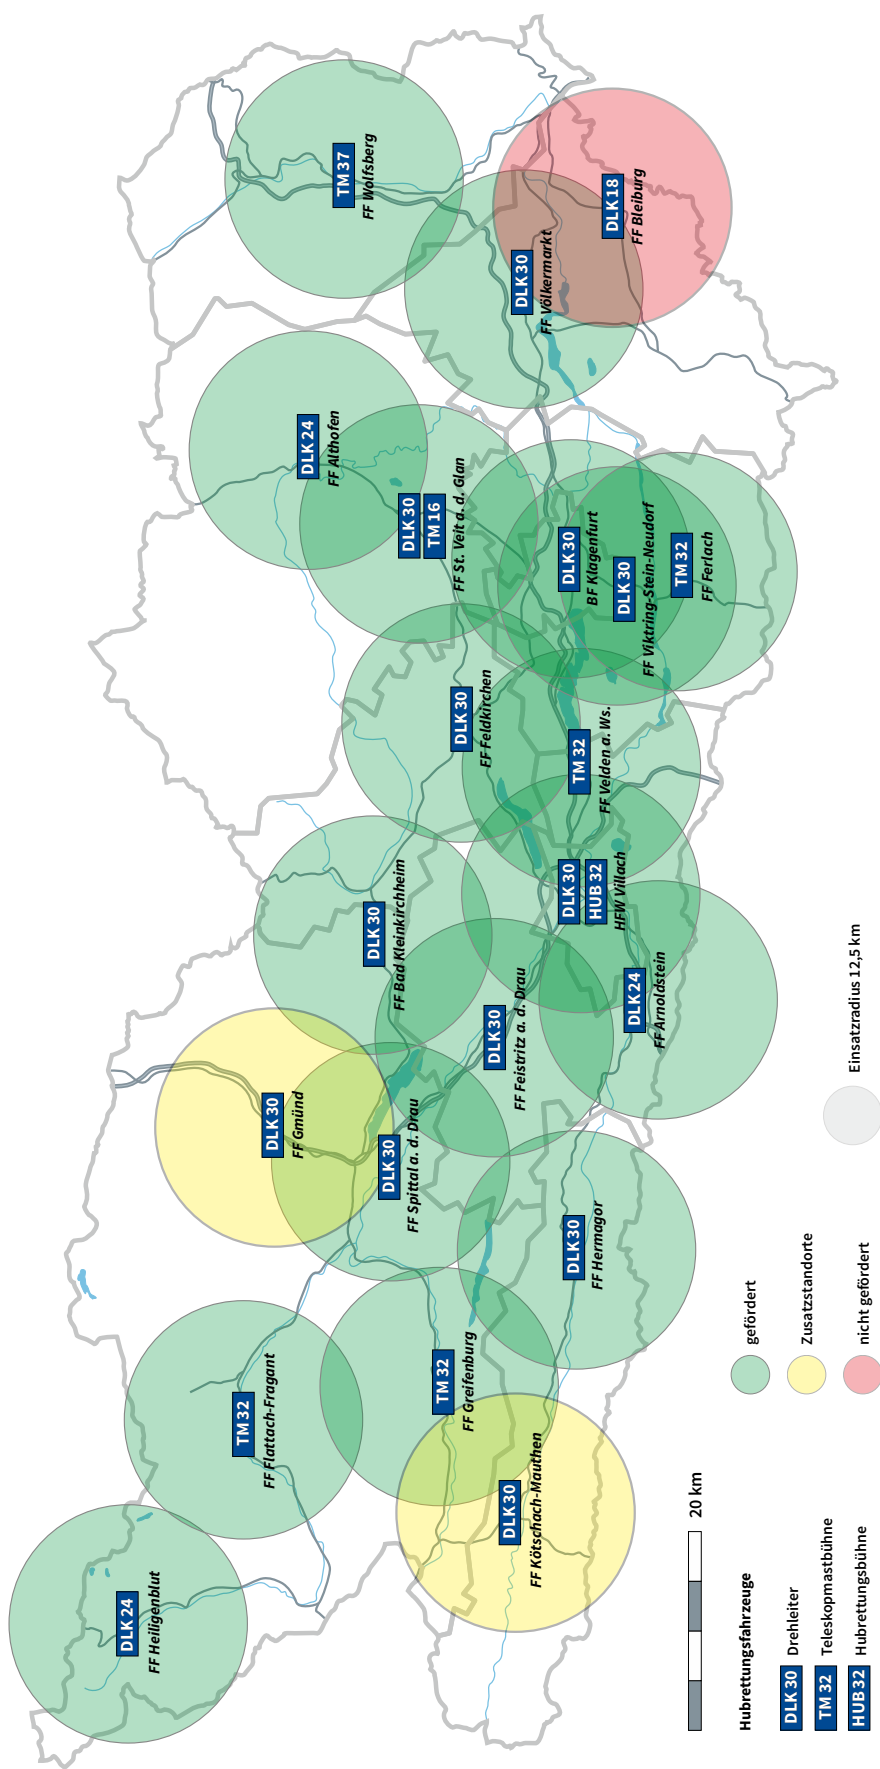 DLK 24
FF Heiligenblut
TM 32
FF Flattach-Fragant
DLK 30
FF Gmünd
DLK 30
FF Spittal a. d. Drau
TM 32
FF Greifenburg
DLK 30
FF Kötschach-Mauthen
DLK 30
FF Hermagor
DLK 30
FF Bad Kleinkirchheim
DLK 30
FF Feistritz a. d. Drau
DLK 24
FF Arnoldstein
DLK 30
HUB 32
HFW Villach
DLK 30
FF Feldkirchen
TM 32
FF Velden a. Ws.
DLK 24
FF Althofen
DLK 30
TM 16
FF St. Veit a. d. Glan
DLK 30
BF Klagenfurt
DLK 30
FF Viktring-Stein-Neudorf
TM 32
FF Ferlach
TM 37
FF Wolfsberg
DLK 30
FF Völkermarkt
DLK 18
FF Bleiburg
20 km
Hubrettungsfahrzeuge
DLK 30 Drehleiter
TM 32 Teleskopmastbühne
HUB 32 Hubrettungsbühne
gefördert
Zusatzstandorte
nicht gefördert
Einsatzradius 12,5 km